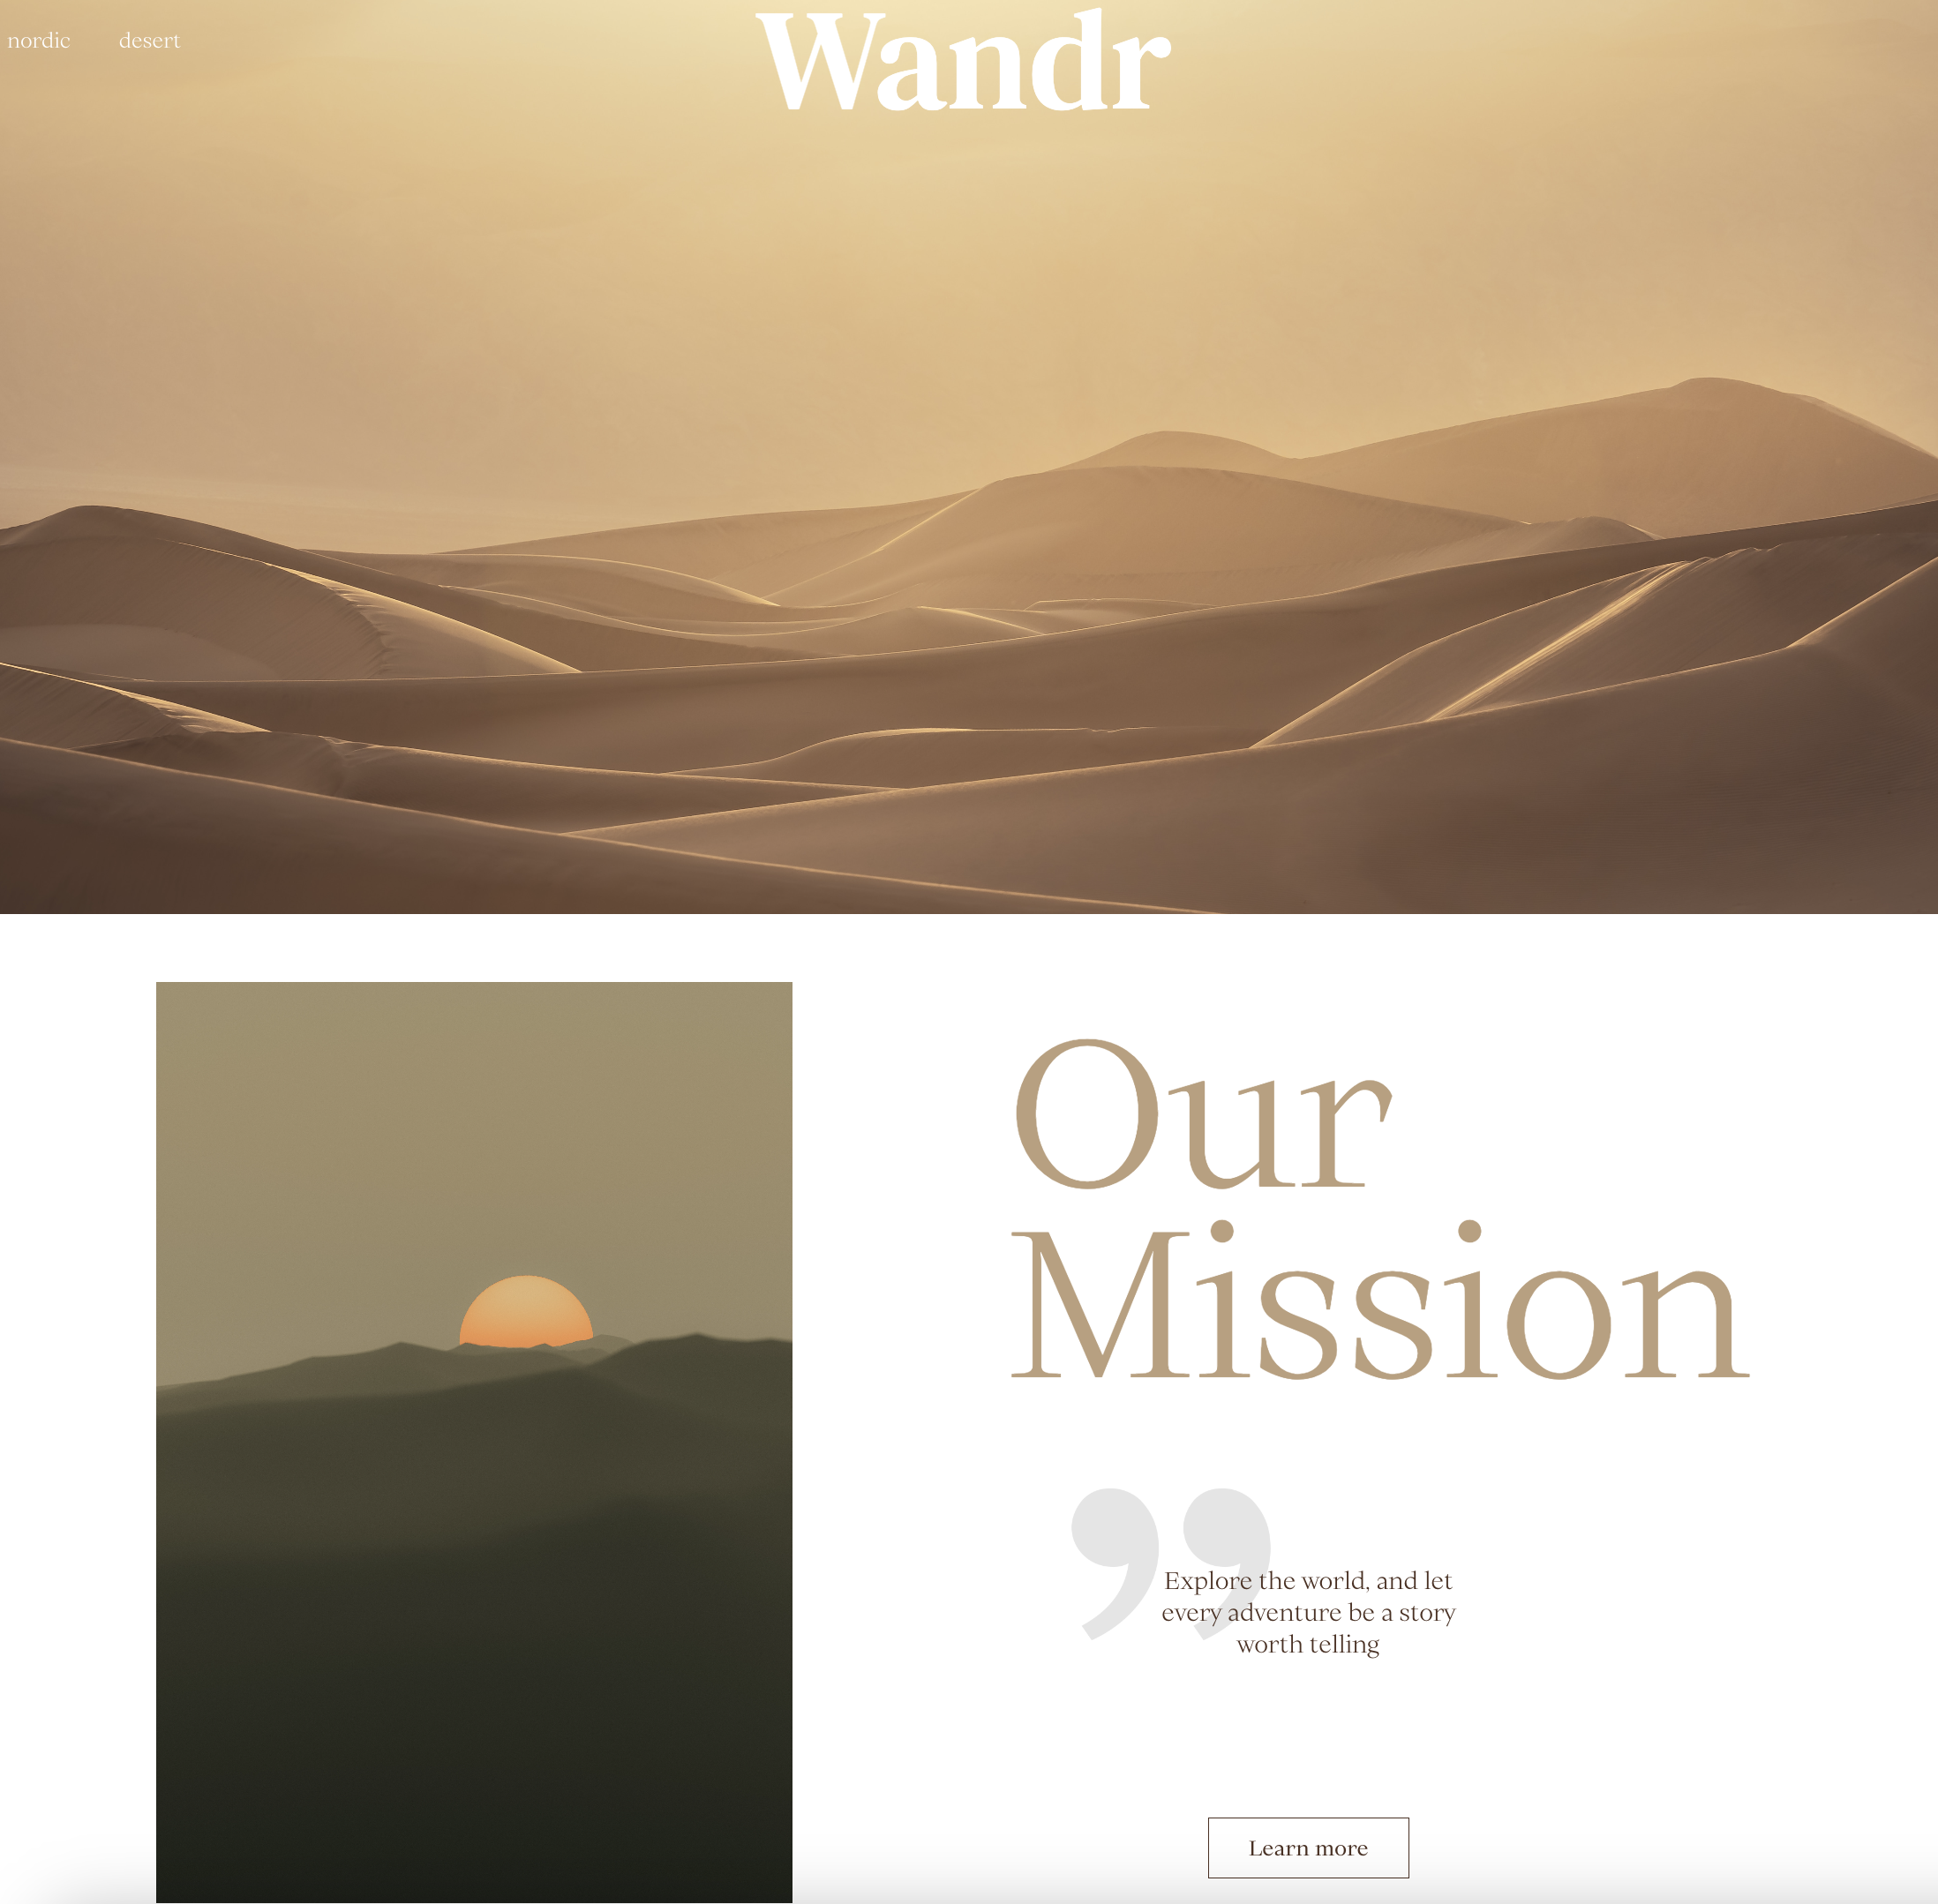 nordic desert
Wandr
Our
Mission
”
Explore the world, and let
every adventure be a story
worth telling
Learn more